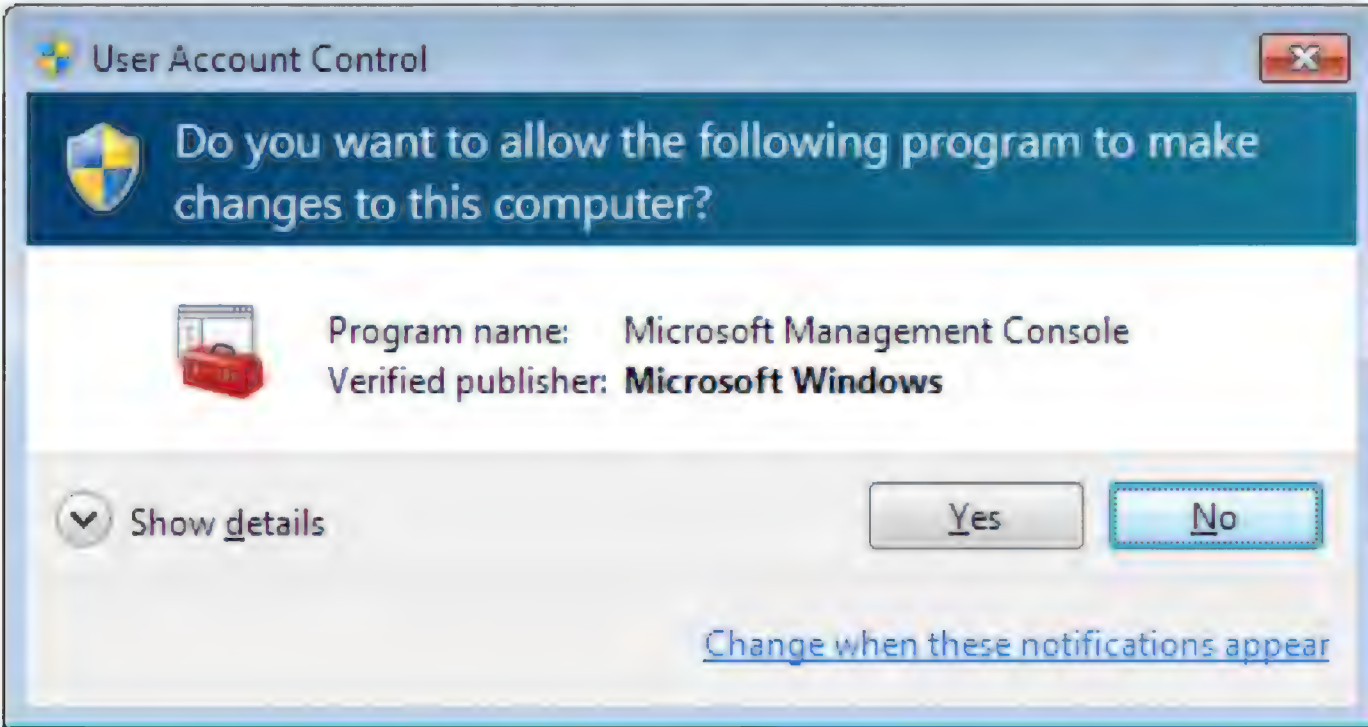 User Account Control
Do you want to allow the following program to make
changes to this computer?
Program name: Microsoft Management Console
Verified publisher: Microsoft Windows
Show details
Yes No
Change when these notifications appear